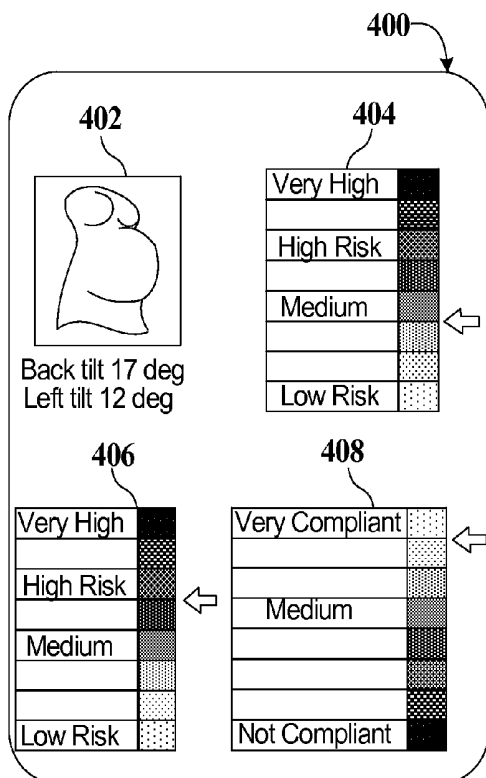 400
402
404
Very High
High Risk
Medium
Low Risk
Back tilt 17 deg
Left tilt 12 deg
406
Very High
High Risk
Medium
Low Risk
408
Very Compliant
Medium
Not Compliant